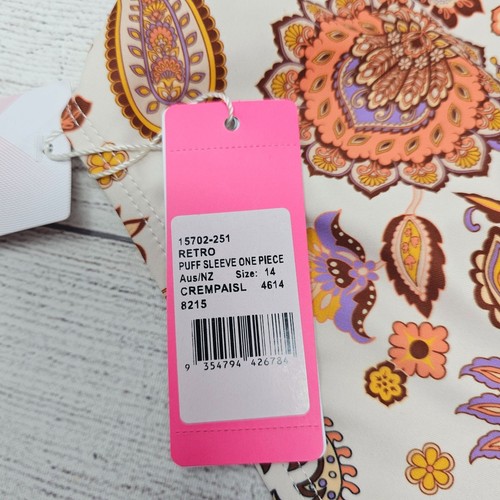 15702-251
RETRO
PUFF SLEEVE ONE PIECE
Aus/NZ Size: 14
CREMPAISL 4614
8215
9 354794 426784